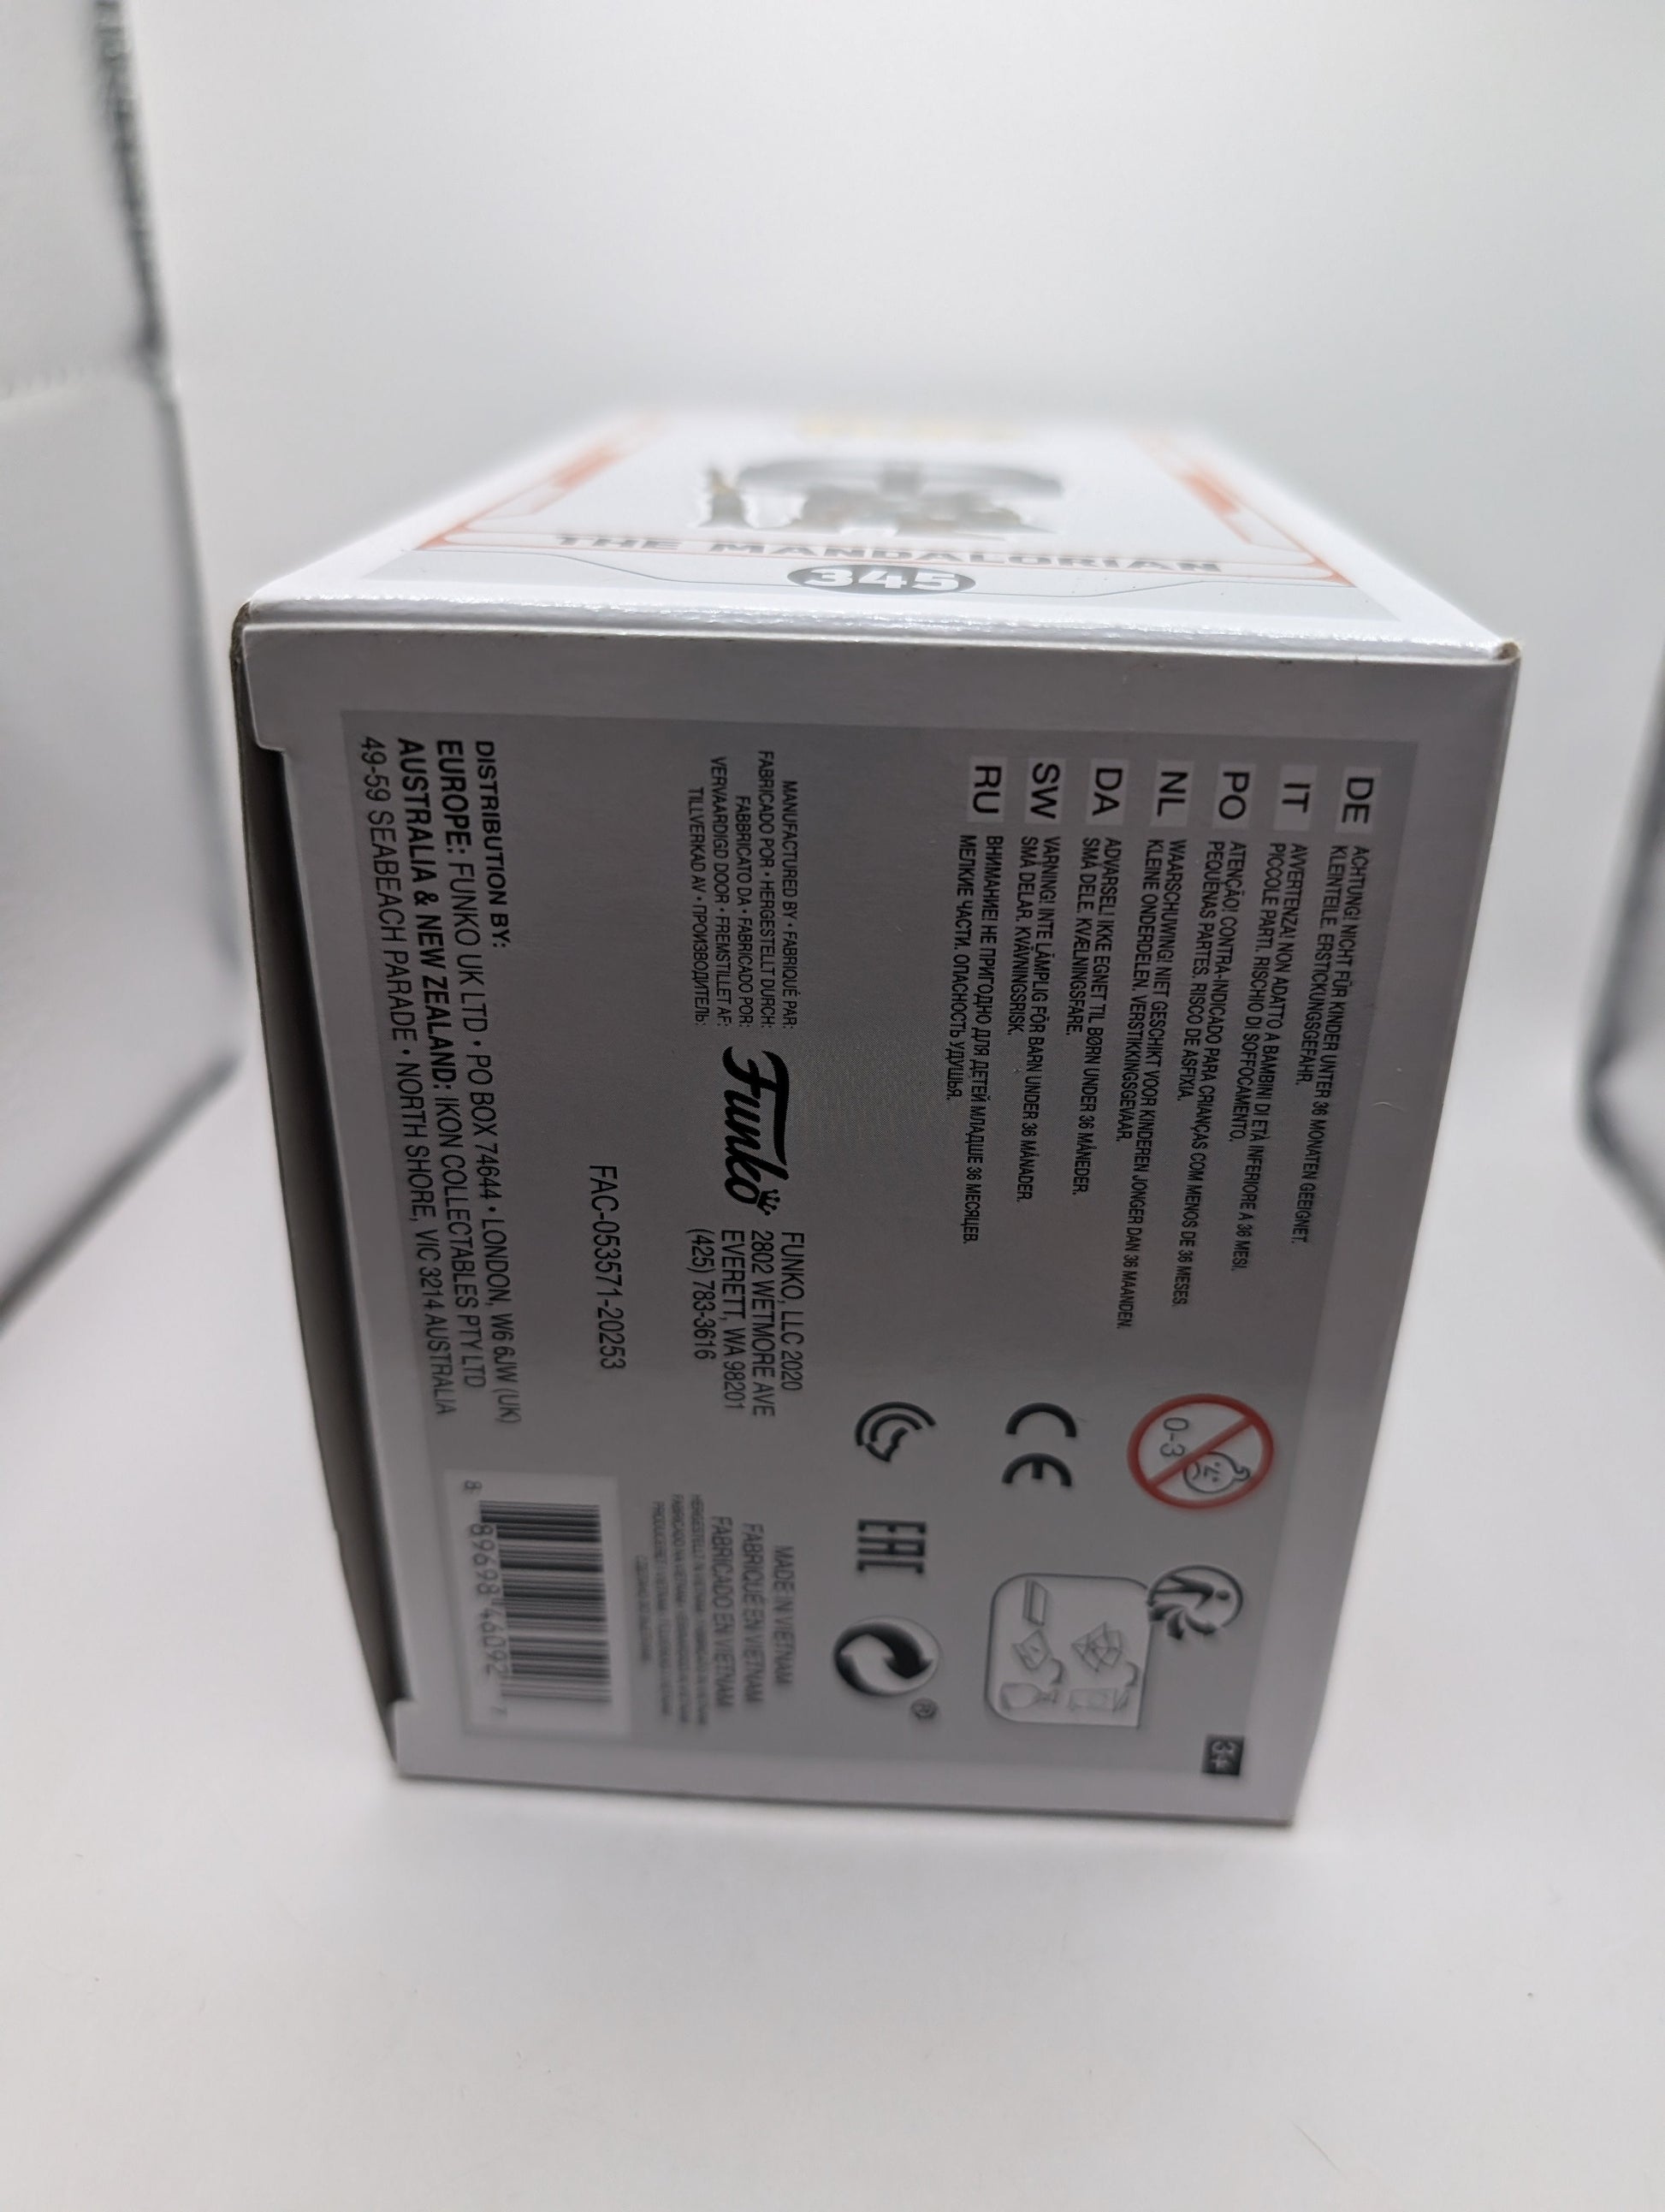 THE MANDALORIAN
345
DE ACHTUNG! NICHT FÜR KINDER UNTER 36 MONATEN GEEIGNET.
KLEINTEILE. ERSTICKUNGSGEFAHR.
IT AVVERTENZA! NON ADATTO A BAMBINI DI ETÀ INFERIORE A 36 MESI.
PICCOLE PARTI. RISCHIO DI SOFFOCAMENTO.
PO ATENÇÃO! CONTRA-INDICADO PARA CRIANÇAS COM MENOS DE 36 MESES.
PEQUENAS PARTES. RISCO DE ASFIXIA.
NL WAARSCHUWING! NIET GESCHIKT VOOR KINDEREN JONGER DAN 36 MAANDEN.
KLEINE ONDERDELEN. VERSTIKKINGSGEVAAR.
DA ADVARSEL! IKKE EGNET TIL BØRN UNDER 36 MÅNEDER.
SMÅ DELE. KVÆLNINGSFARE.
SW VARNING! INTE LÄMPLIG FÖR BARN UNDER 36 MÅNADER.
SMÅ DELAR. KVÄVNINGSRISK.
RU ВНИМАНИЕ! НЕ ПРИГОДНО ДЛЯ ДЕТЕЙ МЛАДШЕ 36 МЕСЯЦЕВ.
МЕЛКИЕ ЧАСТИ. ОПАСНОСТЬ УДУШЬЯ.
0-3
3+
CE
EAC
®
MANUFACTURED BY • FABRIQUÉ PAR:
FABRICADO POR • HERGESTELLT DURCH:
FABBRICATO DA • FABRICADO POR:
VERVAARDIGD DOOR • FREMSTILLET AF:
TILLVERKAD AV • ПРОИЗВОДИТЕЛЬ:
Funko
FUNKO, LLC 2020
2802 WETMORE AVE
EVERETT, WA 98201
(425) 783-3616
MADE IN VIETNAM
FABRIQUÉ EN VIETNAM
FABRICADO EN VIETNAM
FAC-053571-20253
DISTRIBUTION BY:
EUROPE: FUNKO UK LTD • PO BOX 74644 • LONDON, W6 6JW (UK)
AUSTRALIA & NEW ZEALAND: IKON COLLECTABLES PTY LTD
49-59 SEABEACH PARADE • NORTH SHORE, VIC 3214 AUSTRALIA
8 89698 46092 7